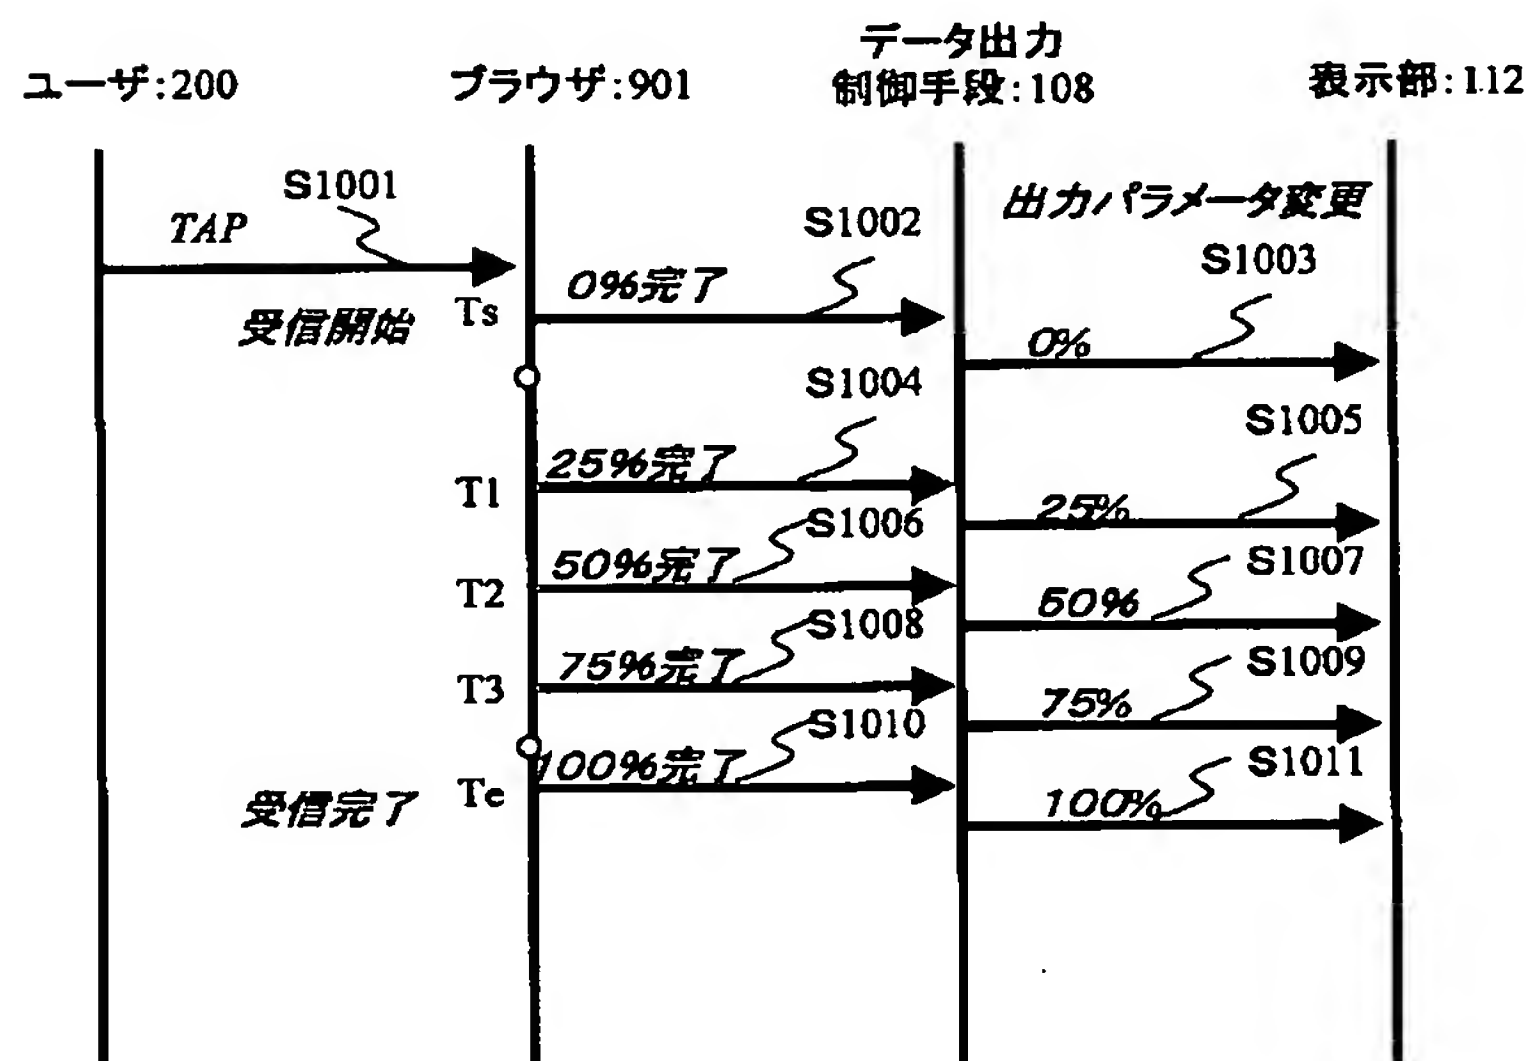 ユーザ:200
ブラウザ:901
データ出力
制御手段:108
表示部:112
S1001
TAP
S1002
出力パラメータ変更
S1003
0%完了
Ts
受信開始
0%
S1004
S1005
25%完了
T1
25%
S1006
50%完了
T2
S1007
50%
S1008
75%完了
T3
S1009
75%
S1010
100%完了
Te
受信完了
S1011
100%